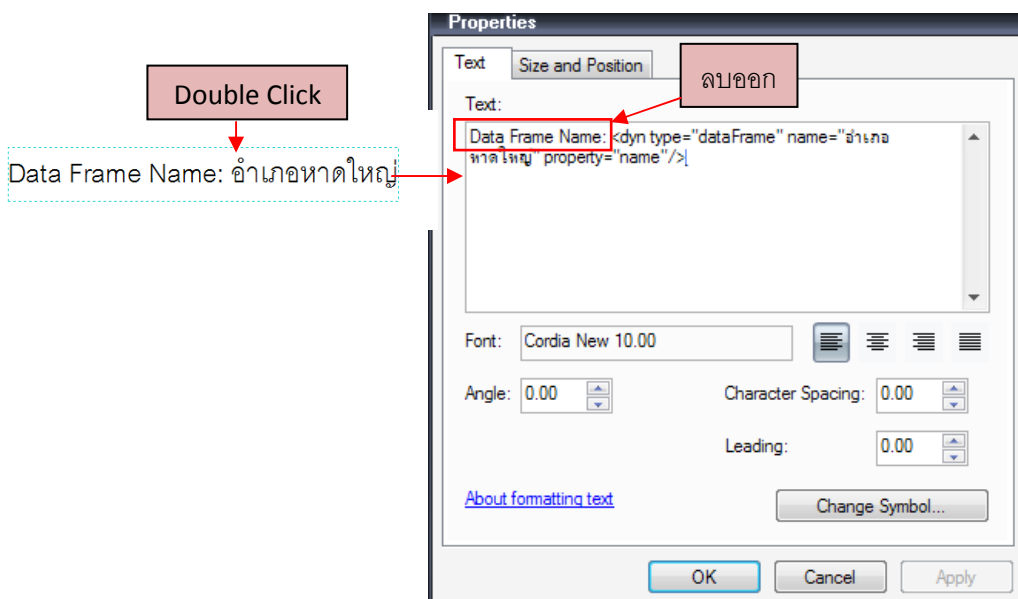 Properties
Text
Size and Position
ลบออก
Double Click
Text:
Data Frame Name: <dyn type="dataFrame" name="อำเภอ
หาดใหญ่" property="name"/>
Data Frame Name: อำเภอหาดใหญ่
Font:
Cordia New 10.00
Angle:
0.00
Character Spacing:
0.00
Leading:
0.00
About formatting text
Change Symbol...
OK
Cancel
Apply